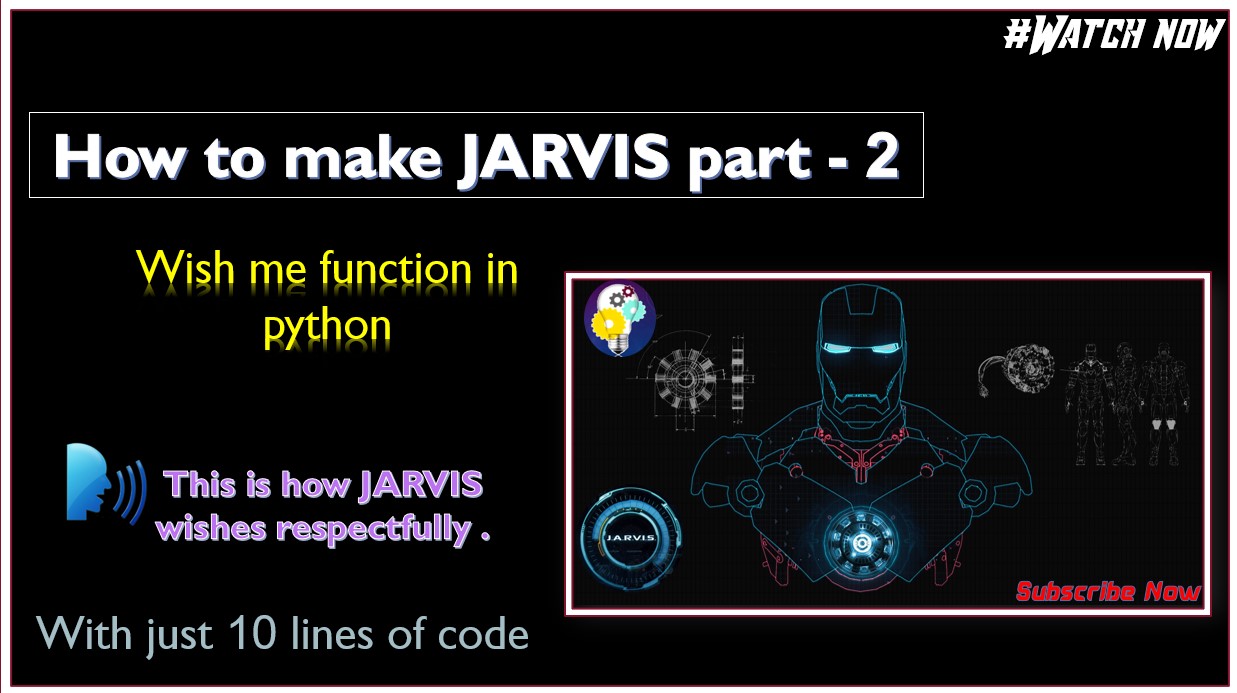 #Watch now
How to make JARVIS part - 2
Wish me function in
python
This is how JARVIS
wishes respectfully .
With just 10 lines of code
J.A.R.V.I.S.
Subscribe Now